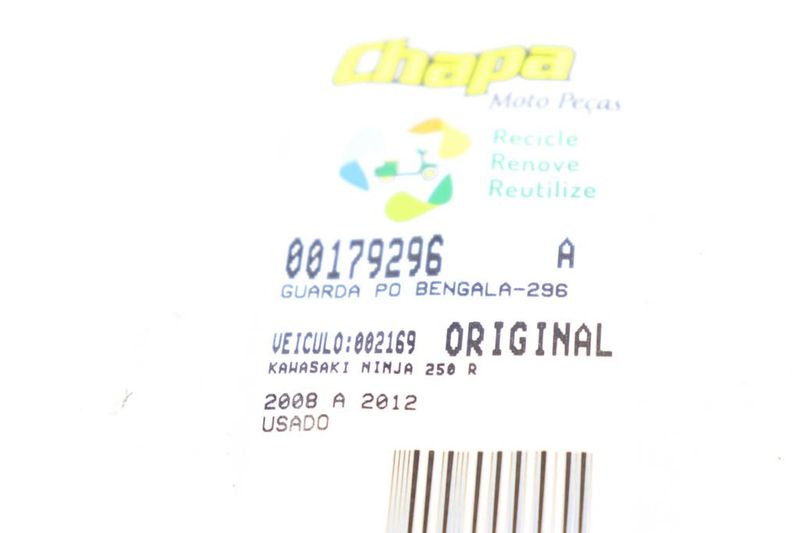 Chapa
Moto Peças
Recicle
Renove
Reutilize
00179296 A
GUARDA PO BENGALA-296
VEICULO:002169 ORIGINAL
KAWASAKI NINJA 250 R
2008 A 2012
USADO